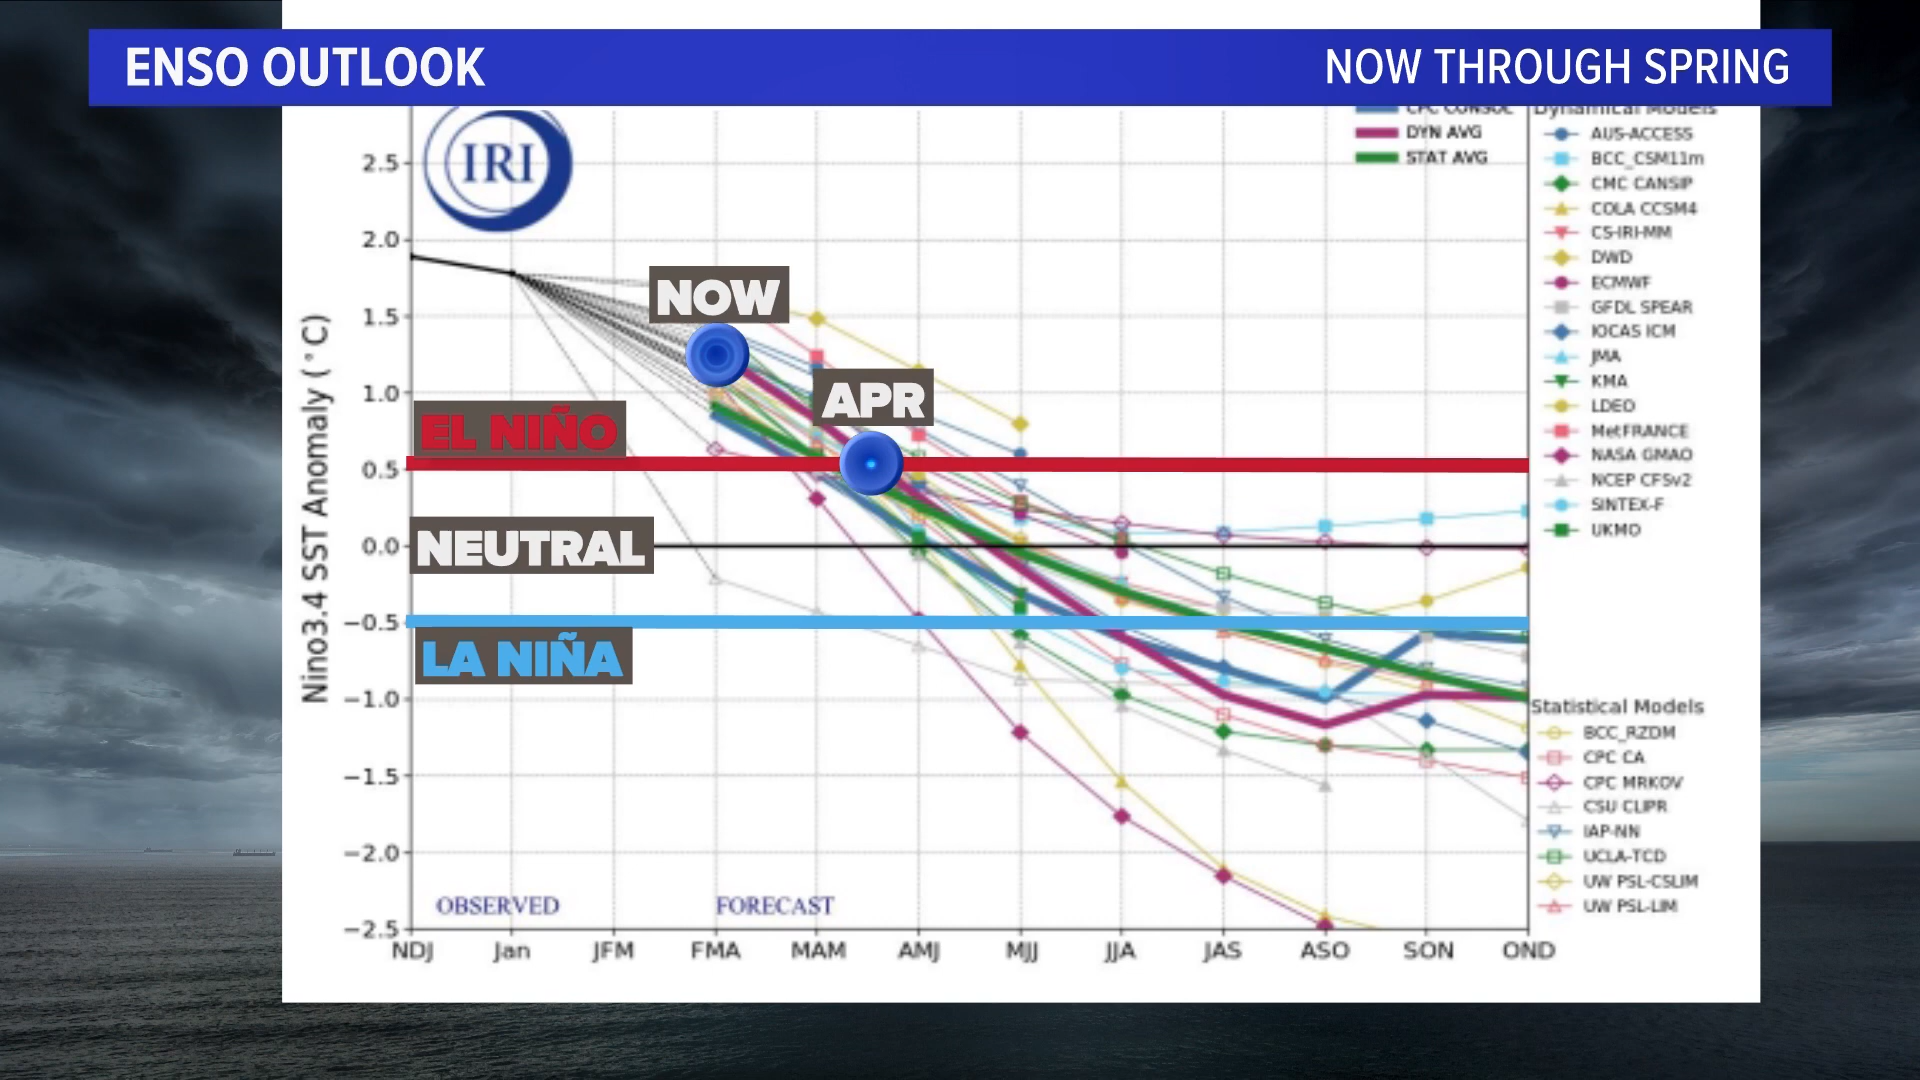 ENSO OUTLOOK
NOW THROUGH SPRING
IRI
CPC CONSOL
DYN AVG
STAT AVG
Dynamical Models
AUS-ACCESS
BCC_CSM11m
CMC CANSIP
COLA CCSM4
CS-IRI-MM
DWD
ECMWF
GFDL SPEAR
IOCAS ICM
JMA
KMA
LDEO
MetFRANCE
NASA GMAO
NCEP CFSv2
SINTEX-F
UKMO
Statistical Models
BCC_RZDM
CPC CA
CPC MRKOV
CSU CLIPR
IAP-NN
UCLA-TCD
UW PSL-CSLIM
UW PSL-LIM
Nino3.4 SST Anomaly (°C)
2.5
2.0
1.5
1.0
0.5
0.0
−0.5
−1.0
−1.5
−2.0
−2.5
NOW
APR
EL NIÑO
NEUTRAL
LA NIÑA
OBSERVED
FORECAST
NDJ Jan JFM FMA MAM AMJ MJJ JJA JAS ASO SON OND